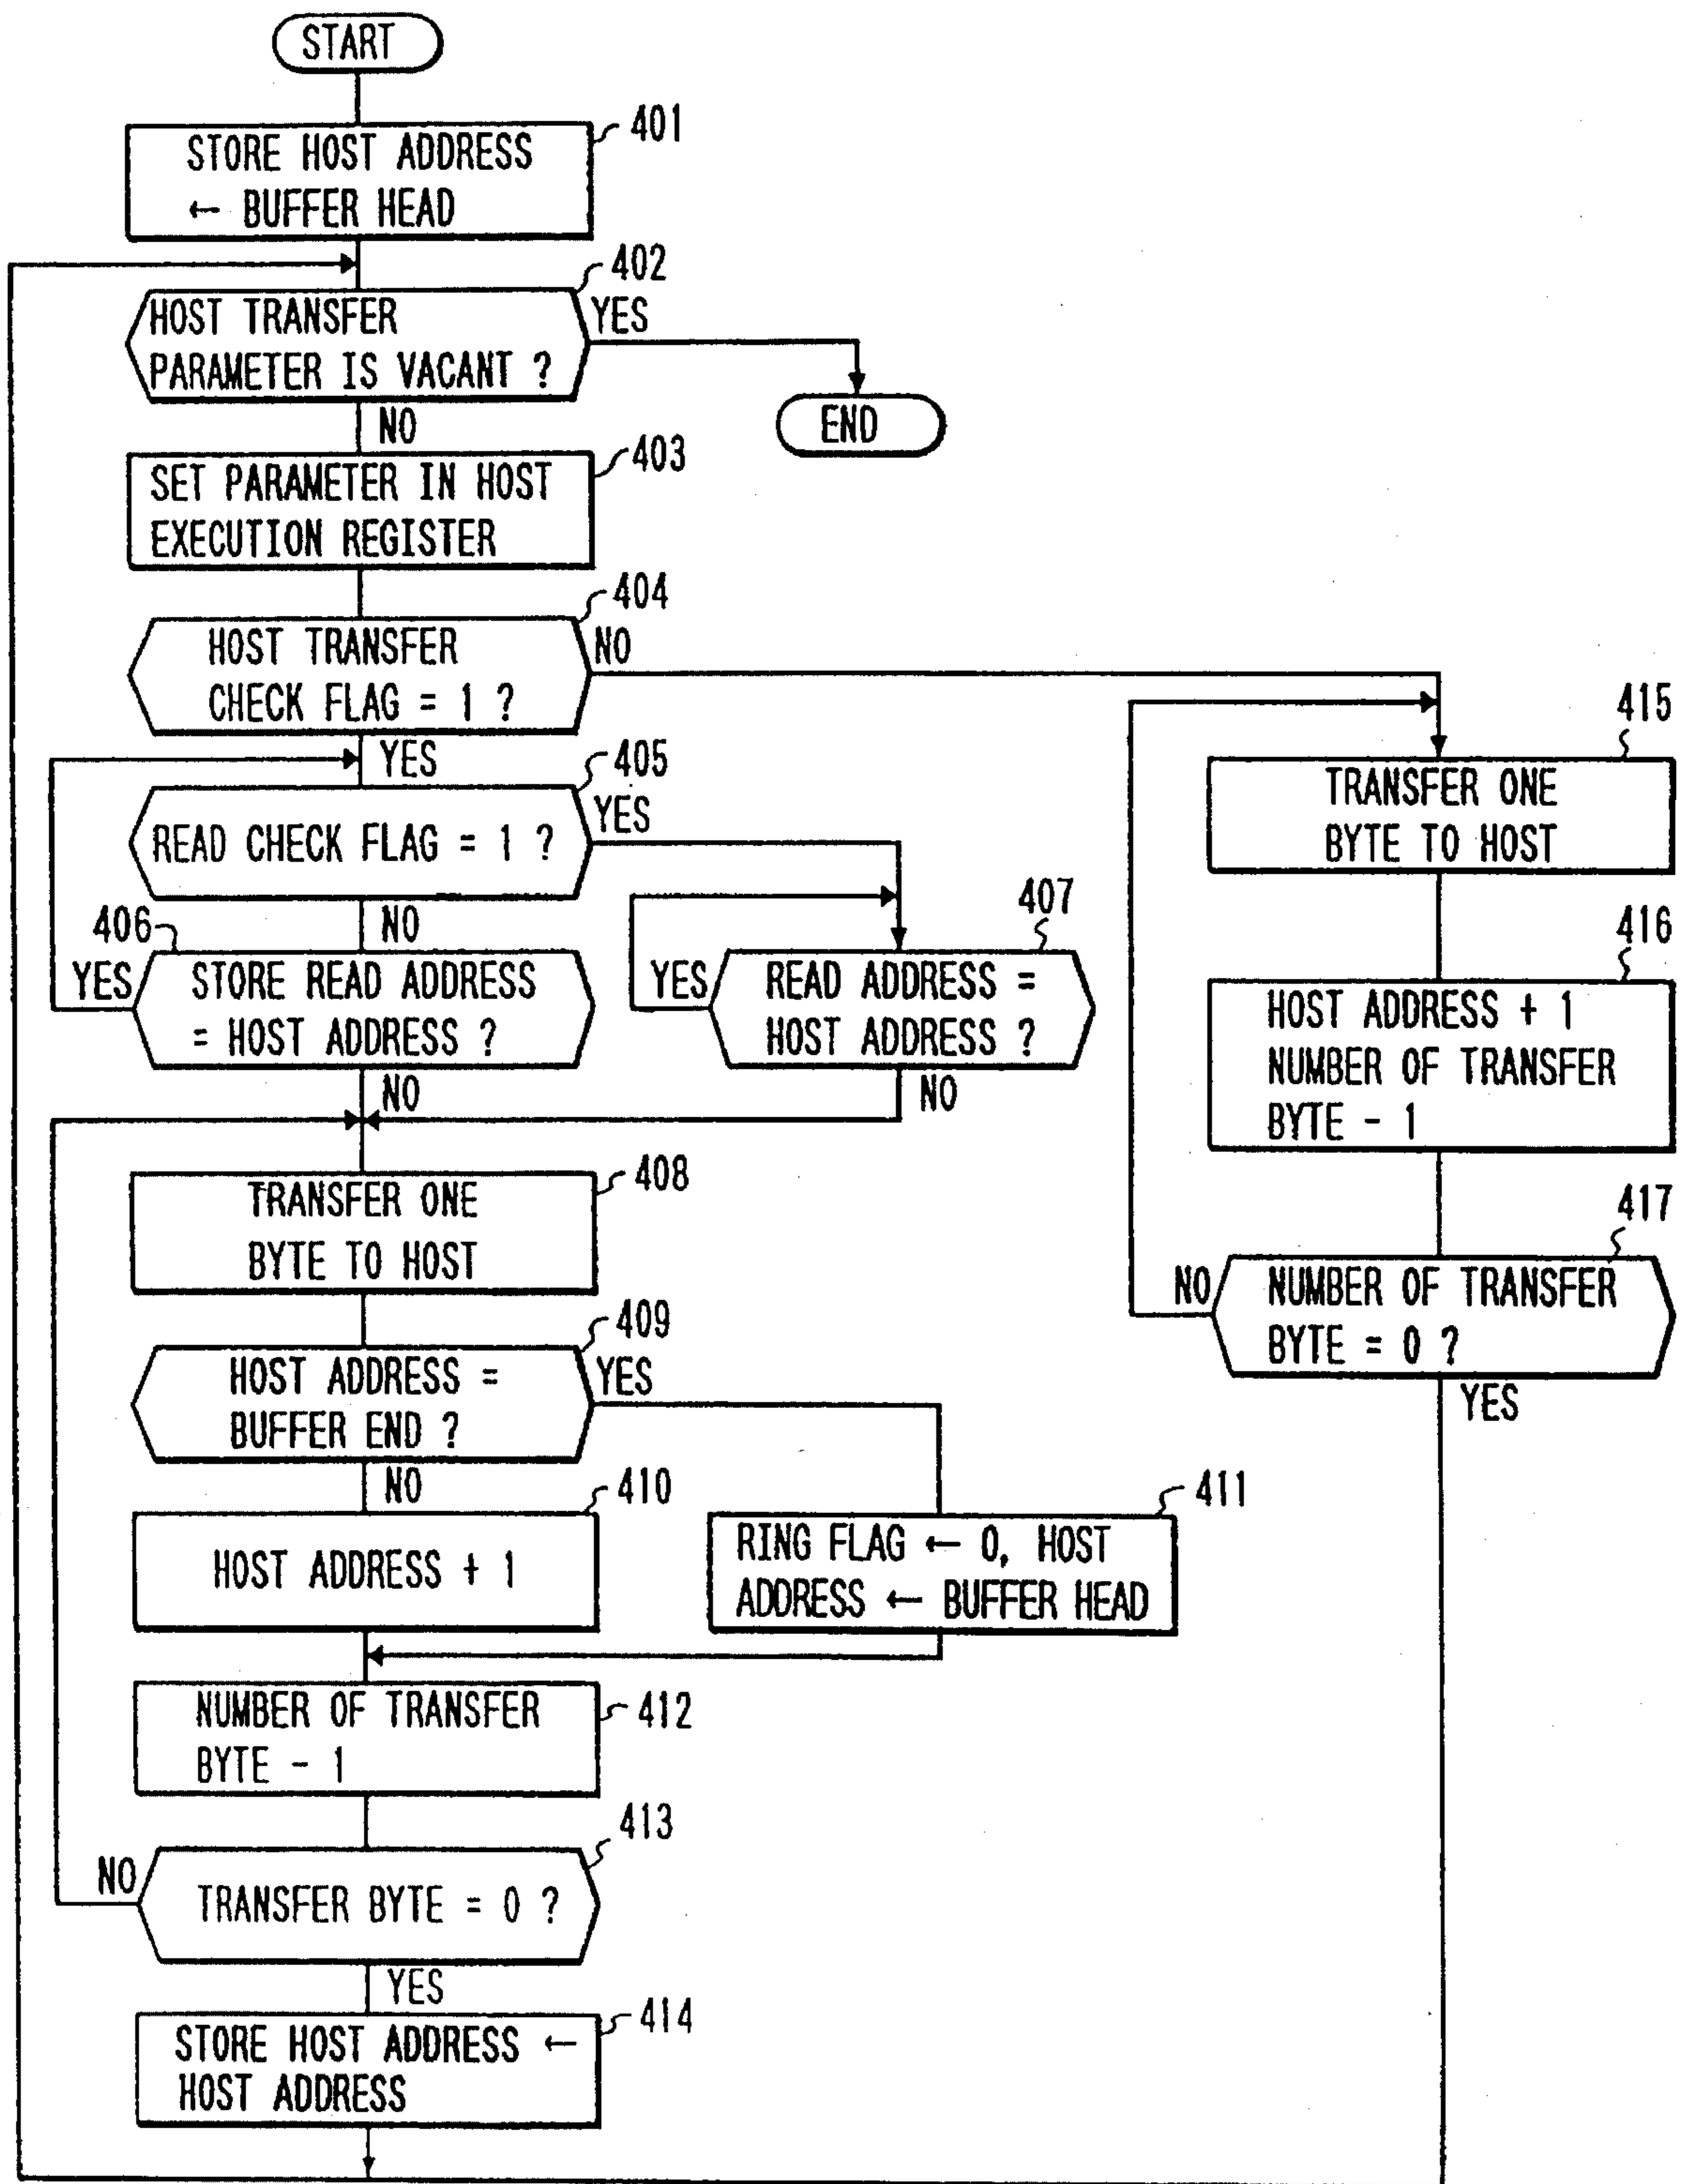 START
401
STORE HOST ADDRESS
← BUFFER HEAD
402
HOST TRANSFER
PARAMETER IS VACANT ?
YES
END
NO
403
SET PARAMETER IN HOST
EXECUTION REGISTER
404
HOST TRANSFER
CHECK FLAG = 1 ?
NO
YES
405
READ CHECK FLAG = 1 ?
YES
NO
406
YES
STORE READ ADDRESS
= HOST ADDRESS ?
NO
407
YES
READ ADDRESS =
HOST ADDRESS ?
NO
408
TRANSFER ONE
BYTE TO HOST
409
HOST ADDRESS =
BUFFER END ?
YES
NO
410
HOST ADDRESS + 1
411
RING FLAG ← 0, HOST
ADDRESS ← BUFFER HEAD
412
NUMBER OF TRANSFER
BYTE - 1
413
NO
TRANSFER BYTE = 0 ?
YES
414
STORE HOST ADDRESS ←
HOST ADDRESS
415
TRANSFER ONE
BYTE TO HOST
416
HOST ADDRESS + 1
NUMBER OF TRANSFER
BYTE - 1
417
NO
NUMBER OF TRANSFER
BYTE = 0 ?
YES